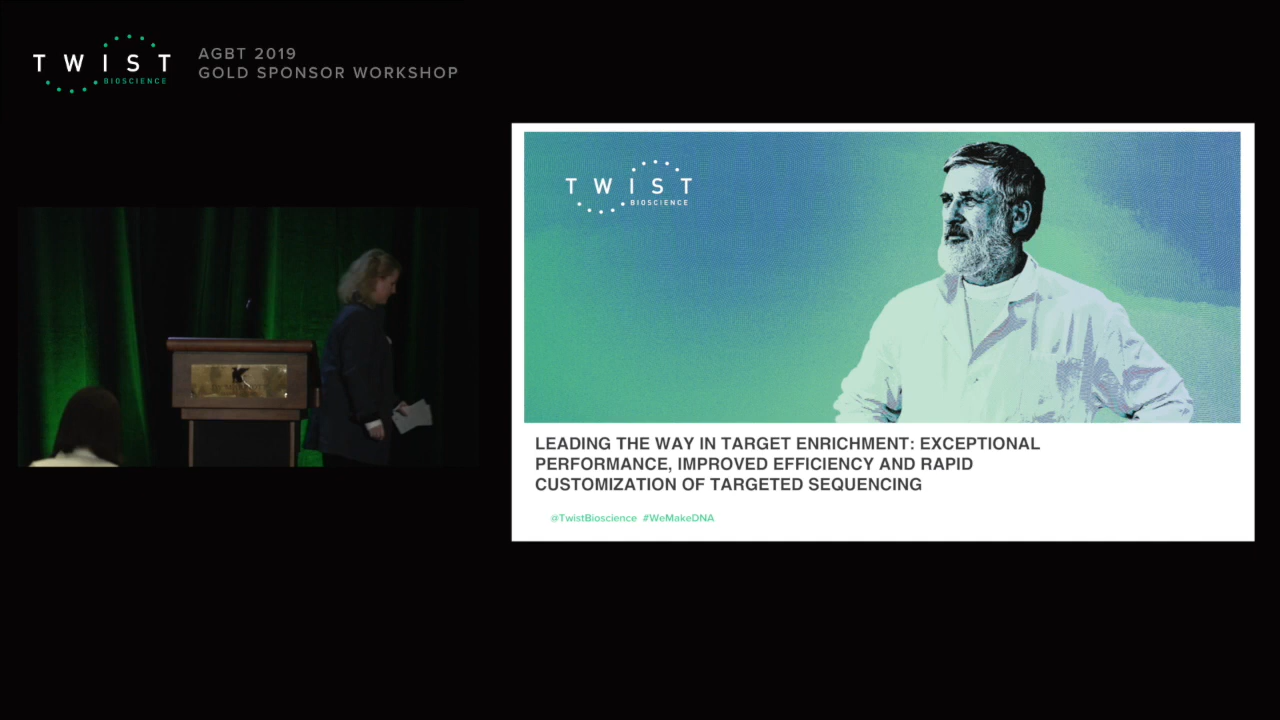 TWIST
BIOSCIENCE
AGBT 2019
GOLD SPONSOR WORKSHOP
TWIST
BIOSCIENCE
LEADING THE WAY IN TARGET ENRICHMENT: EXCEPTIONAL
PERFORMANCE, IMPROVED EFFICIENCY AND RAPID
CUSTOMIZATION OF TARGETED SEQUENCING
@TwistBioscience #WeMakeDNA